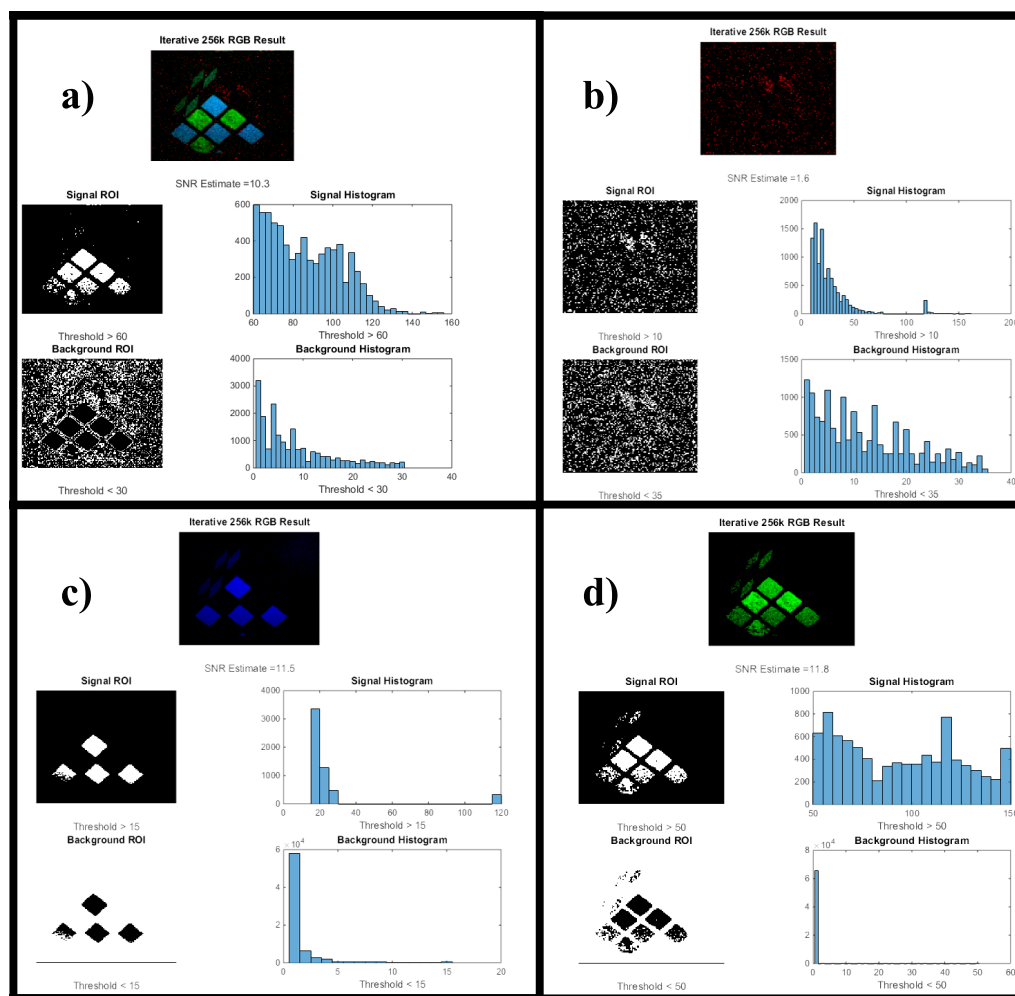 a)
Iterative 256k RGB Result
SNR Estimate =10.3
Signal ROI
Threshold > 60
Signal Histogram
600
400
200
0
60 80 100 120 140 160
Threshold > 60
Background ROI
Threshold < 30
Background Histogram
4000
3000
2000
1000
0
0 10 20 30 40
Threshold < 30
b)
Iterative 256k RGB Result
SNR Estimate =1.6
Signal ROI
Threshold > 10
Signal Histogram
2000
1500
1000
500
0
0 50 100 150 200
Threshold > 10
Background ROI
Threshold < 35
Background Histogram
1500
1000
500
0
0 10 20 30 40
Threshold < 35
c)
Iterative 256k RGB Result
SNR Estimate =11.5
Signal ROI
Threshold > 15
Signal Histogram
4000
3000
2000
1000
0
0 20 40 60 80 100 120
Threshold > 15
Background ROI
Threshold < 15
Background Histogram
× 10^4
6
4
2
0
0 5 10 15 20
Threshold < 15
d)
Iterative 256k RGB Result
SNR Estimate =11.8
Signal ROI
Threshold > 50
Signal Histogram
1000
800
600
400
200
0
50 100 150
Threshold > 50
Background ROI
Threshold < 50
Background Histogram
× 10^4
8
6
4
2
0
0 10 20 30 40 50 60
Threshold < 50